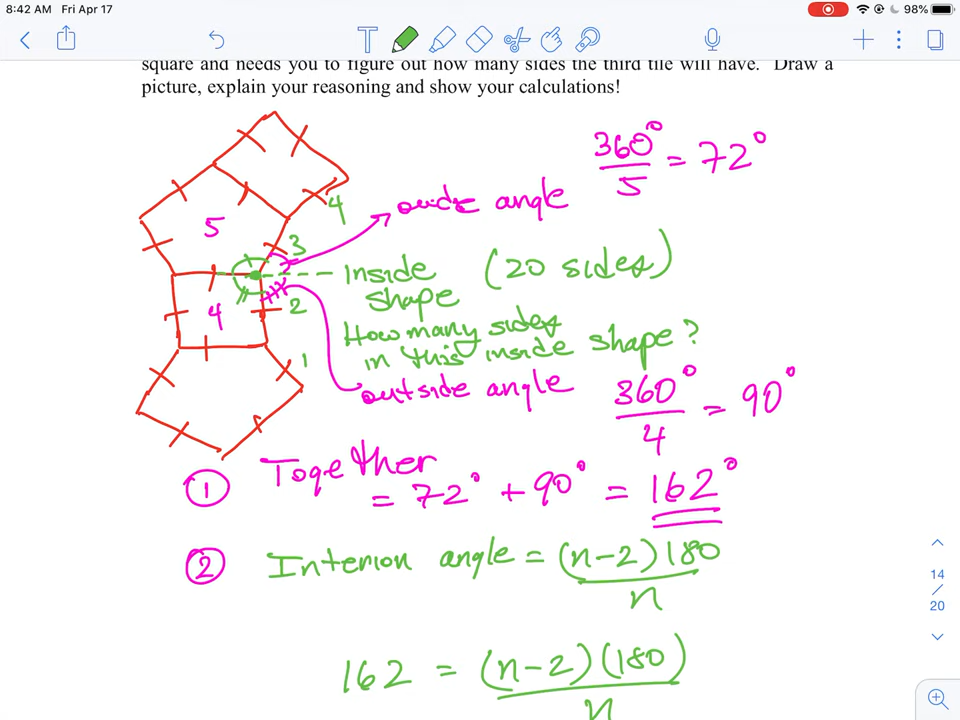 8:42 AM Fri Apr 17
98%
square and needs you to figure out how many sides the third tile will have. Draw a
picture, explain your reasoning and show your calculations!
360° / 5 = 72°
4
angle
5
3
Inside shape (20 sides)
4
2
How many sides
in this inside shape?
1
outside angle 360° / 4 = 90°
① Together
= 72° + 90° = 162°
② Interion angle = (n-2)180 / n
162 = (n-2)(180) / n
14
/
20
T